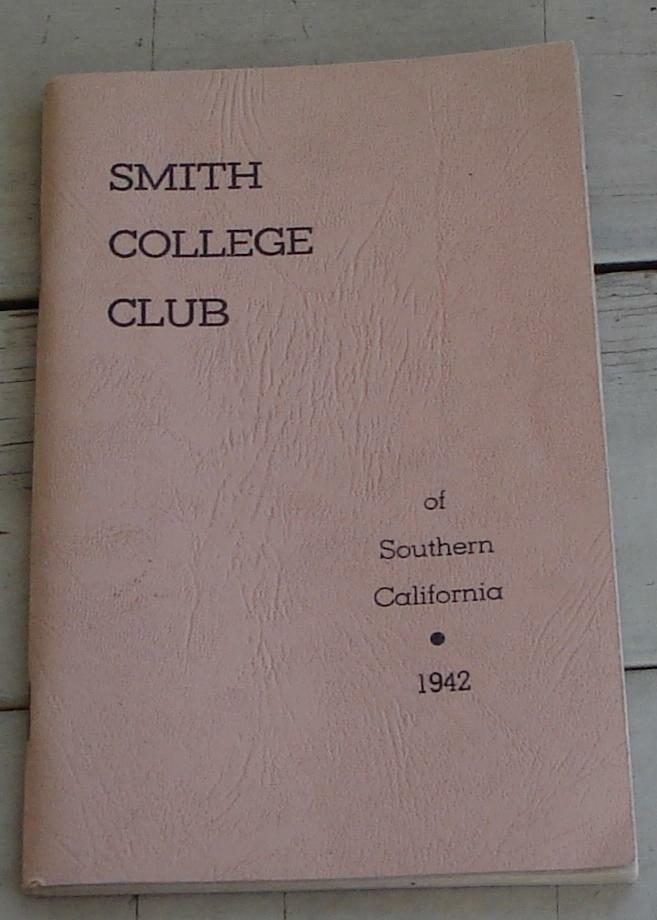 SMITH
COLLEGE
CLUB
of
Southern
California
•
1942